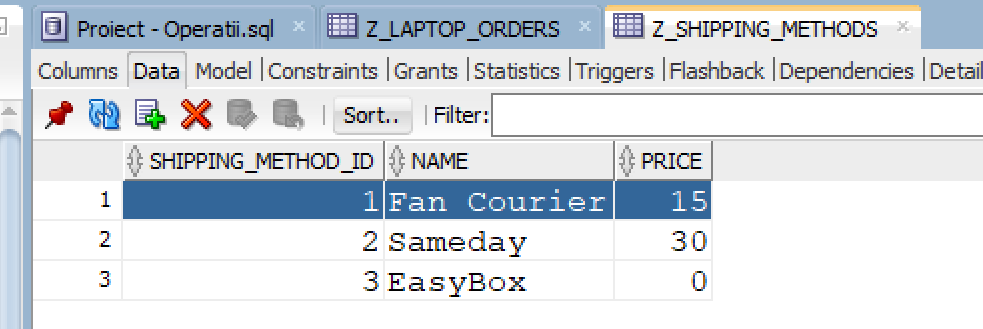 Proiect - Operatii.sql × Z_LAPTOP_ORDERS × Z_SHIPPING_METHODS ×
Columns Data Model |Constraints |Grants |Statistics |Triggers |Flashback |Dependencies |Detail
Sort.. Filter:
SHIPPING_METHOD_ID NAME PRICE
1 1 Fan Courier 15
2 2 Sameday 30
3 3 EasyBox 0